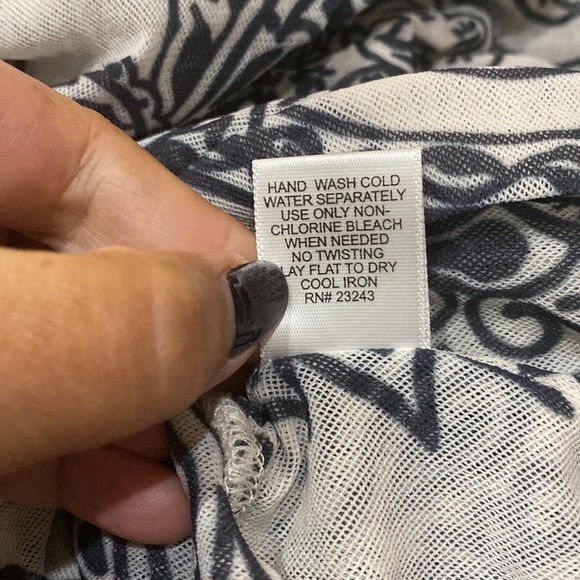 HAND WASH COLD
WATER SEPARATELY
USE ONLY NON-
CHLORINE BLEACH
WHEN NEEDED
NO TWISTING
LAY FLAT TO DRY
COOL IRON
RN# 23243